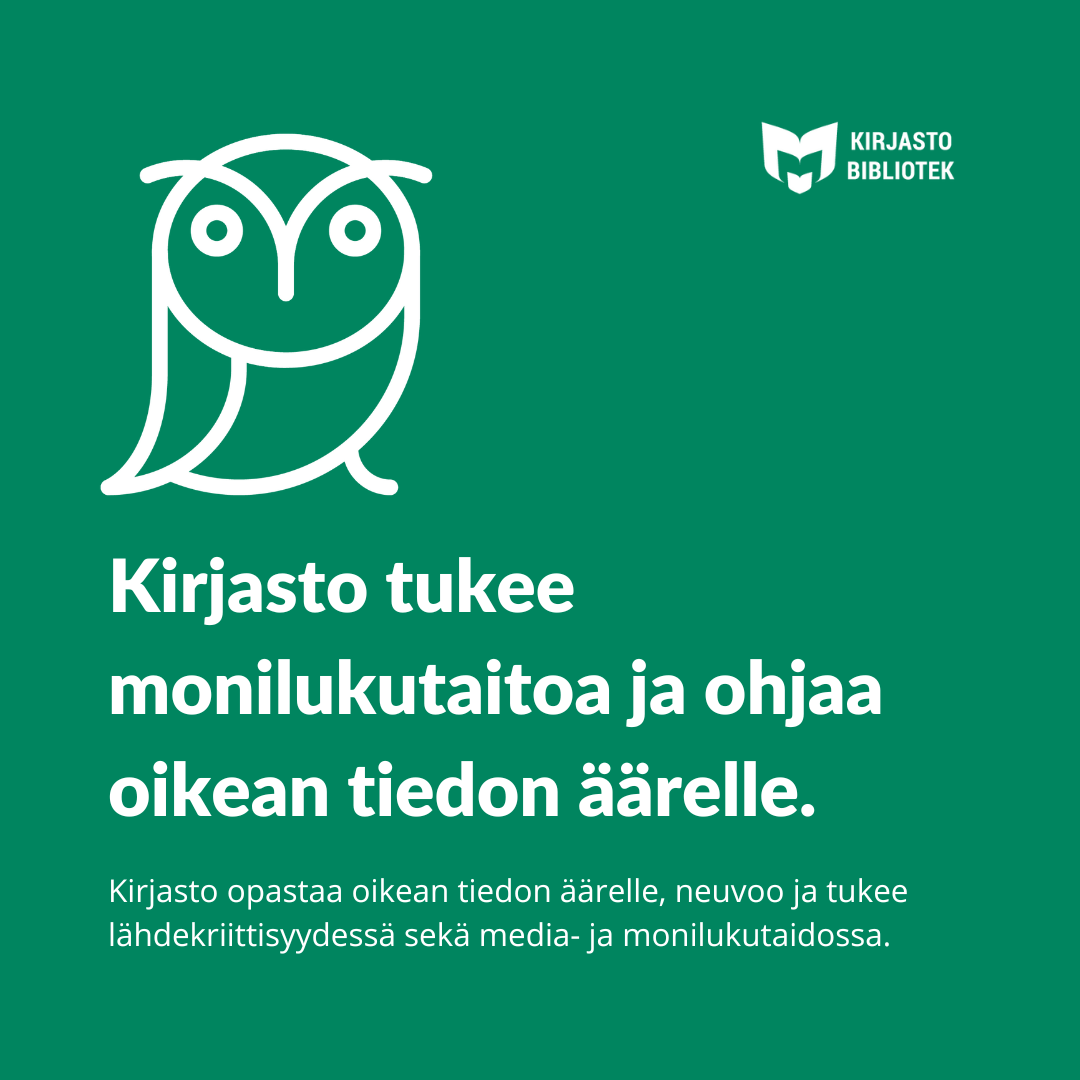 KIRJASTO
BIBLIOTEK
Kirjasto tukee
monilukutaitoa ja ohjaa
oikean tiedon äärelle.
Kirjasto opastaa oikean tiedon äärelle, neuvoo ja tukee
lähdekriittisyydessä sekä media- ja monilukutaidossa.